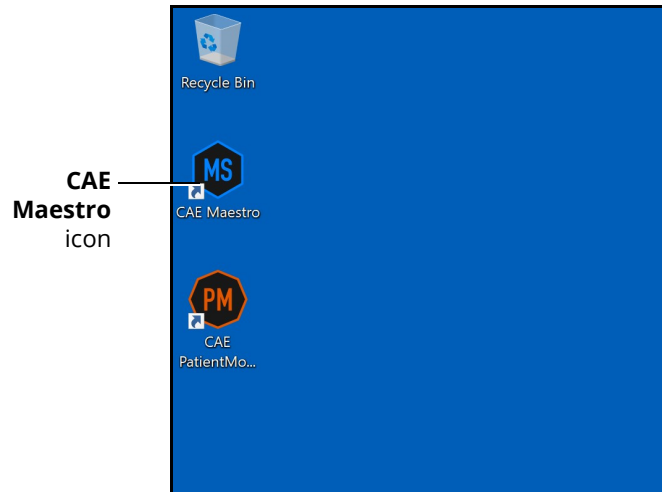 Recycle Bin
CAE
Maestro
icon
MS
CAE Maestro
PM
CAE
PatientMo...